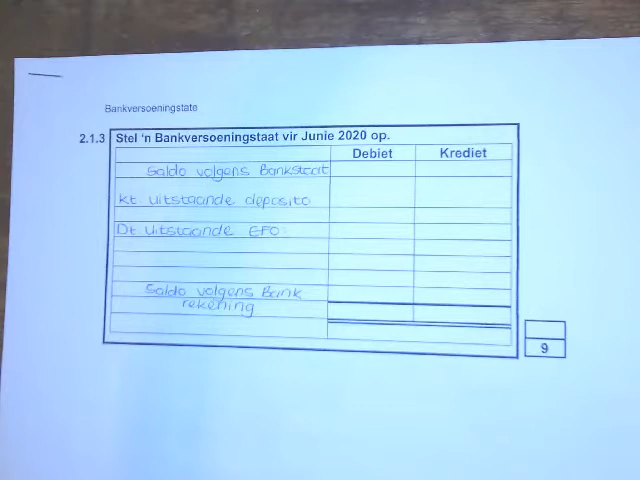 Bankversoeningstate
2.1.3 Stel 'n Bankversoeningstaat vir Junie 2020 op.
Debiet Krediet
Saldo volgens Bankstaat
kt uitstaande deposito
Dt Uitstaande EFO
Saldo volgens Bank
rekening
9